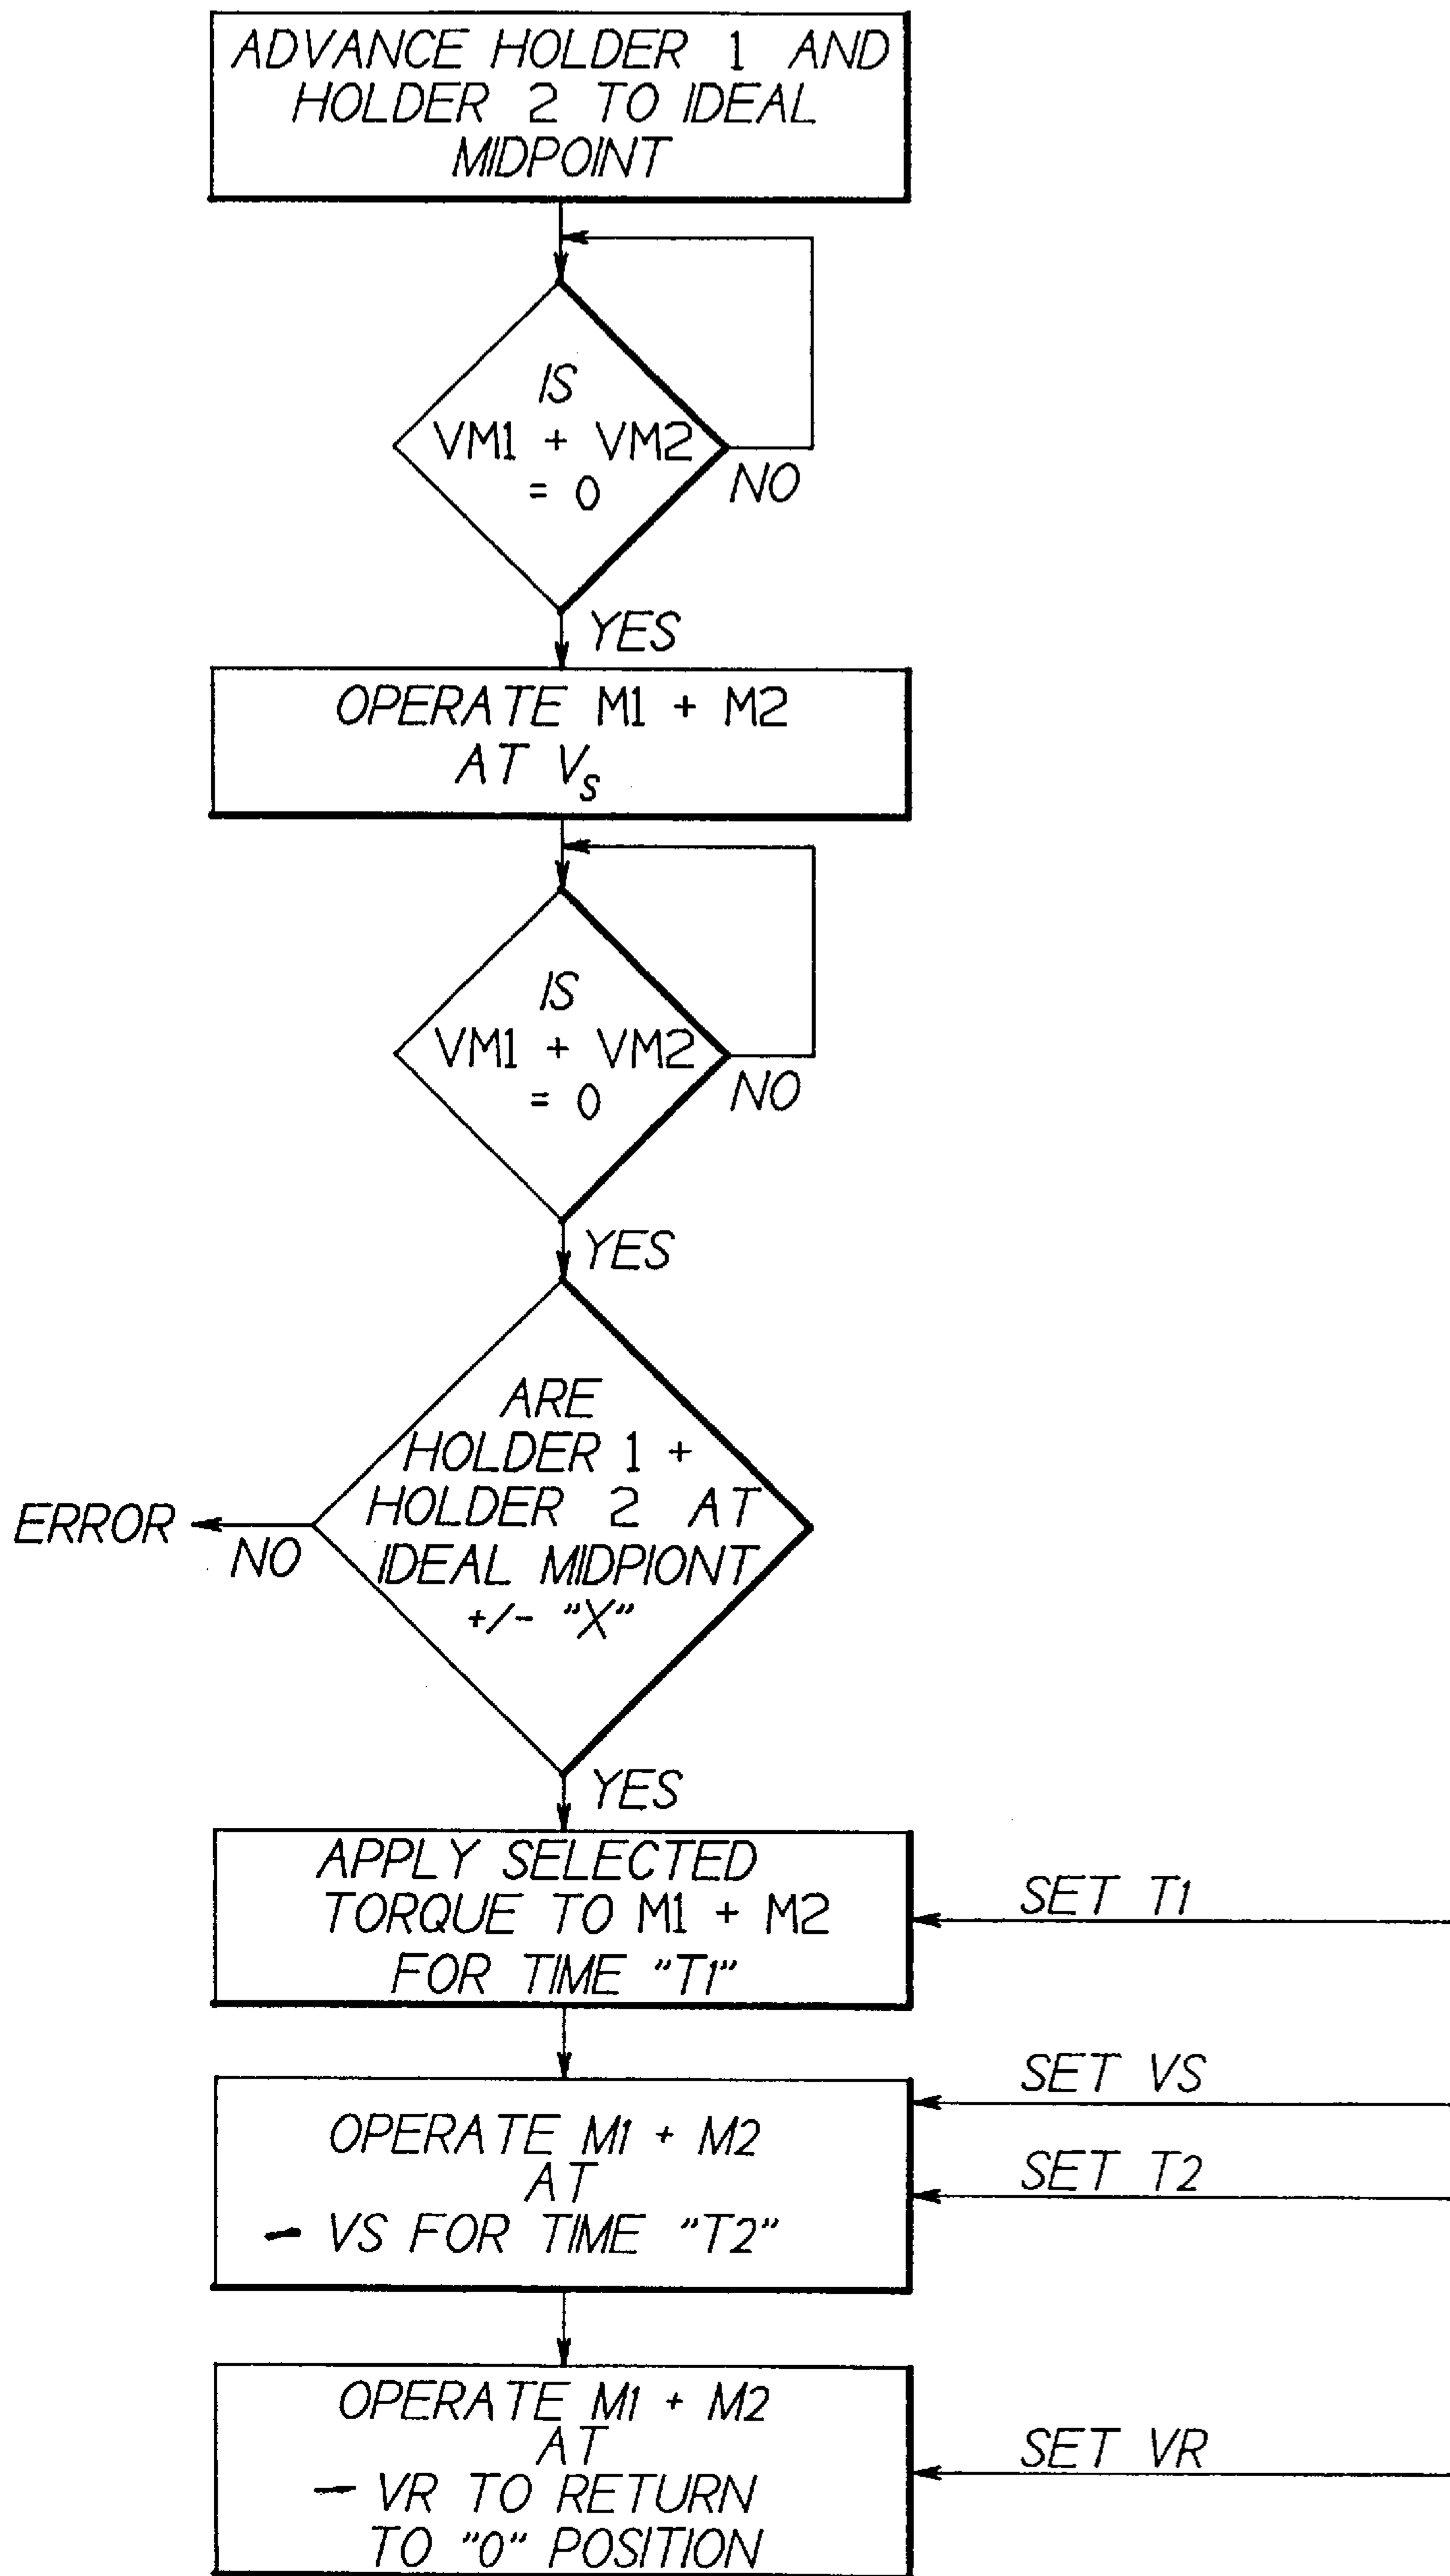 ADVANCE HOLDER 1 AND
HOLDER 2 TO IDEAL
MIDPOINT
IS
VM1 + VM2
= 0
NO
YES
OPERATE M1 + M2
AT Vs
IS
VM1 + VM2
= 0
NO
YES
ARE
HOLDER 1 +
HOLDER 2 AT
IDEAL MIDPIONT
+/- "X"
ERROR
NO
YES
APPLY SELECTED
TORQUE TO M1 + M2
FOR TIME "T1"
SET T1
OPERATE M1 + M2
AT
- VS FOR TIME "T2"
SET VS
SET T2
OPERATE M1 + M2
AT
- VR TO RETURN
TO "0" POSITION
SET VR